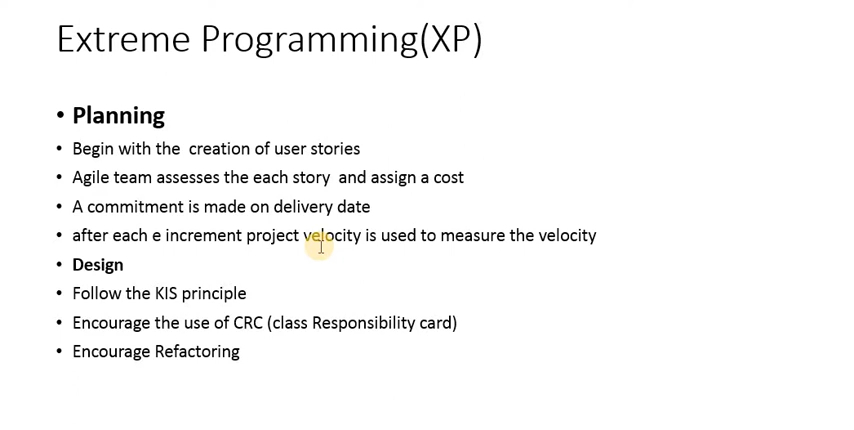 Extreme Programming(XP)
• Planning
• Begin with the creation of user stories
• Agile team assesses the each story and assign a cost
• A commitment is made on delivery date
• after each e increment project velocity is used to measure the velocity
• Design
• Follow the KIS principle
• Encourage the use of CRC (class Responsibility card)
• Encourage Refactoring